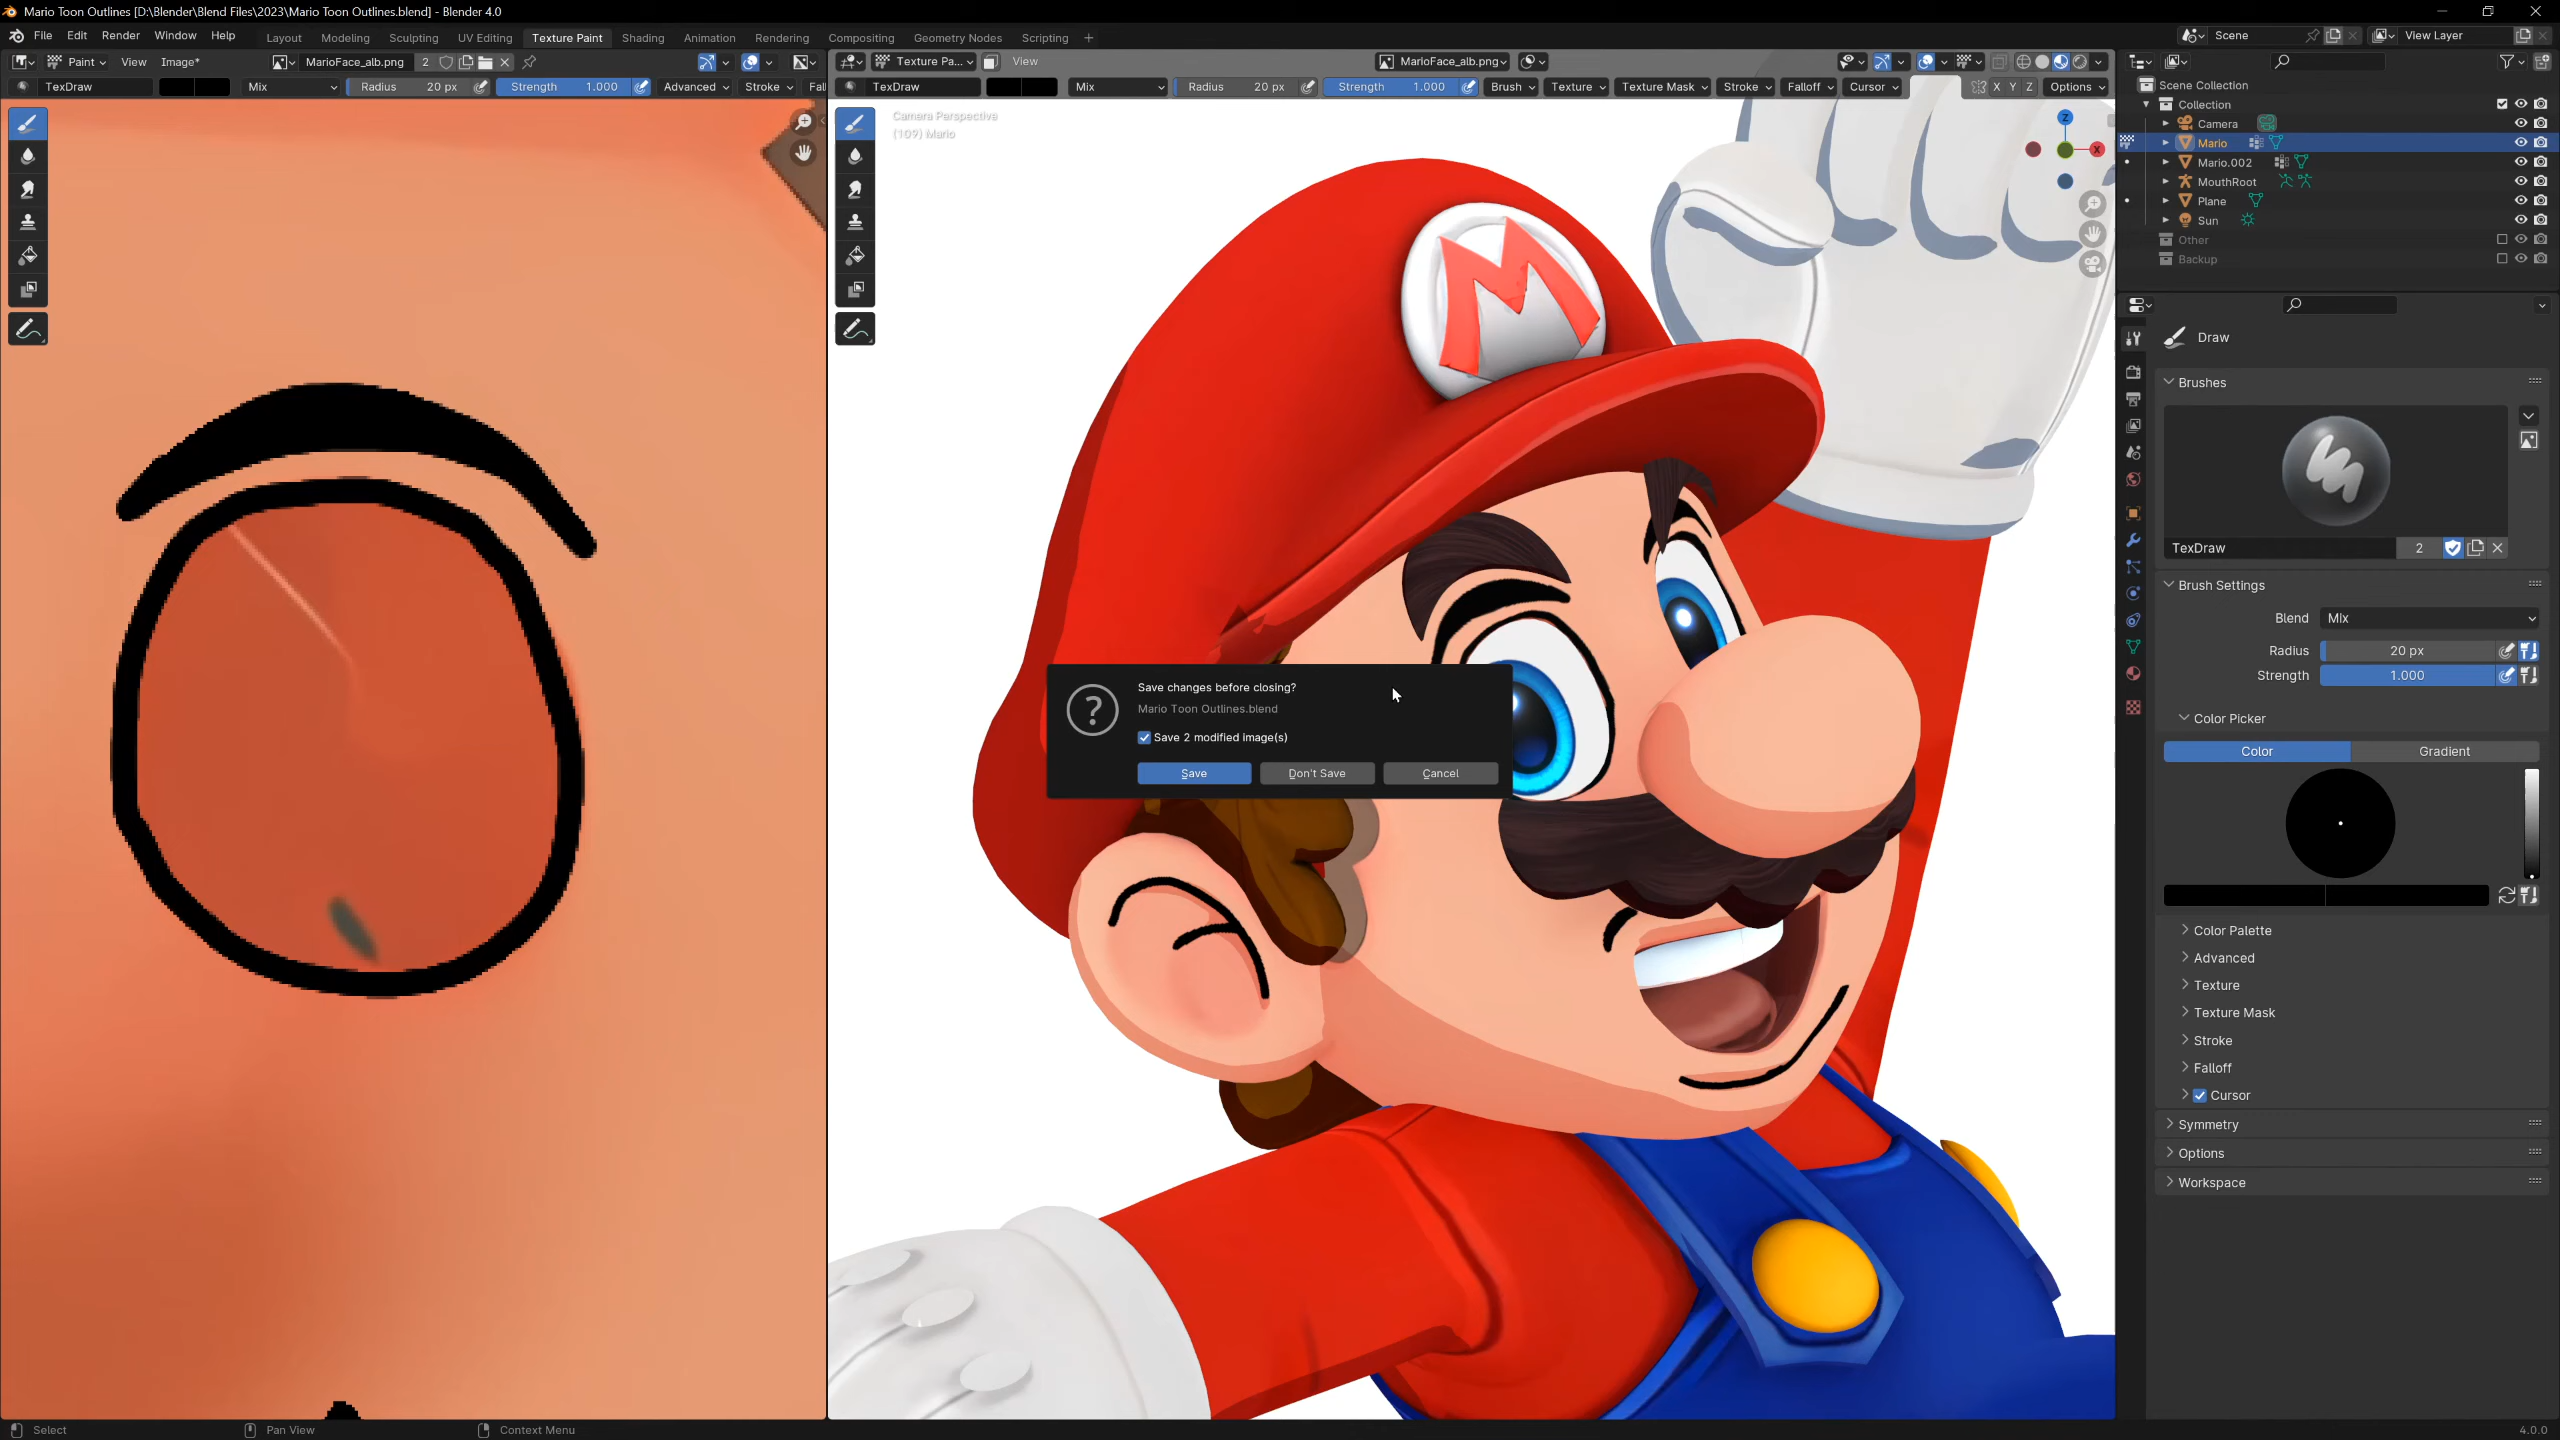 Mario Toon Outlines [D:\Blender\Blend Files\2023\Mario Toon Outlines.blend] - Blender 4.0
File Edit Render Window Help Layout Modeling Sculpting UV Editing Texture Paint Shading Animation Rendering Compositing Geometry Nodes Scripting + Scene View Layer
Paint View Image* MarioFace_alb.png 2
TexDraw Mix Radius 20 px Strength 1.000 Advanced Stroke Fal
Texture Pa... View MarioFace_alb.png
TexDraw Mix Radius 20 px Strength 1.000 Brush Texture Texture Mask Stroke Falloff Cursor X Y Z Options
Camera Perspective
(109) Mario
Z
X
M
Save changes before closing?
Mario Toon Outlines.blend
Save 2 modified image(s)
Save Don't Save Cancel
Scene Collection
Collection
Camera
Mario
Mario.002
MouthRoot
Plane
Sun
Other
Backup
Draw
Brushes
TexDraw 2
Brush Settings
Blend Mix
Radius 20 px
Strength 1.000
Color Picker
Color Gradient
Color Palette
Advanced
Texture
Texture Mask
Stroke
Falloff
Cursor
Symmetry
Options
Workspace
Select Pan View Context Menu 4.0.0